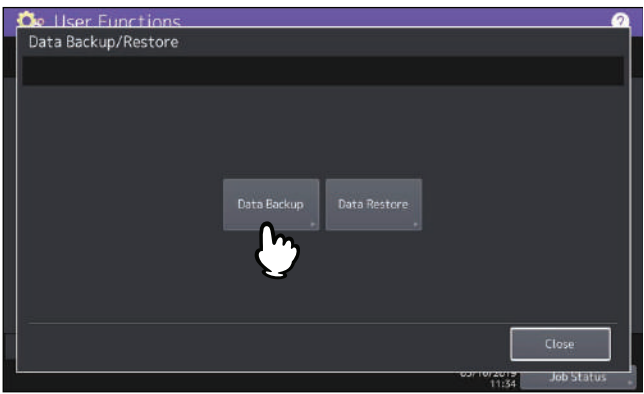 User Functions
?
Data Backup/Restore
Data Backup
Data Restore
Close
11:34
Job Status